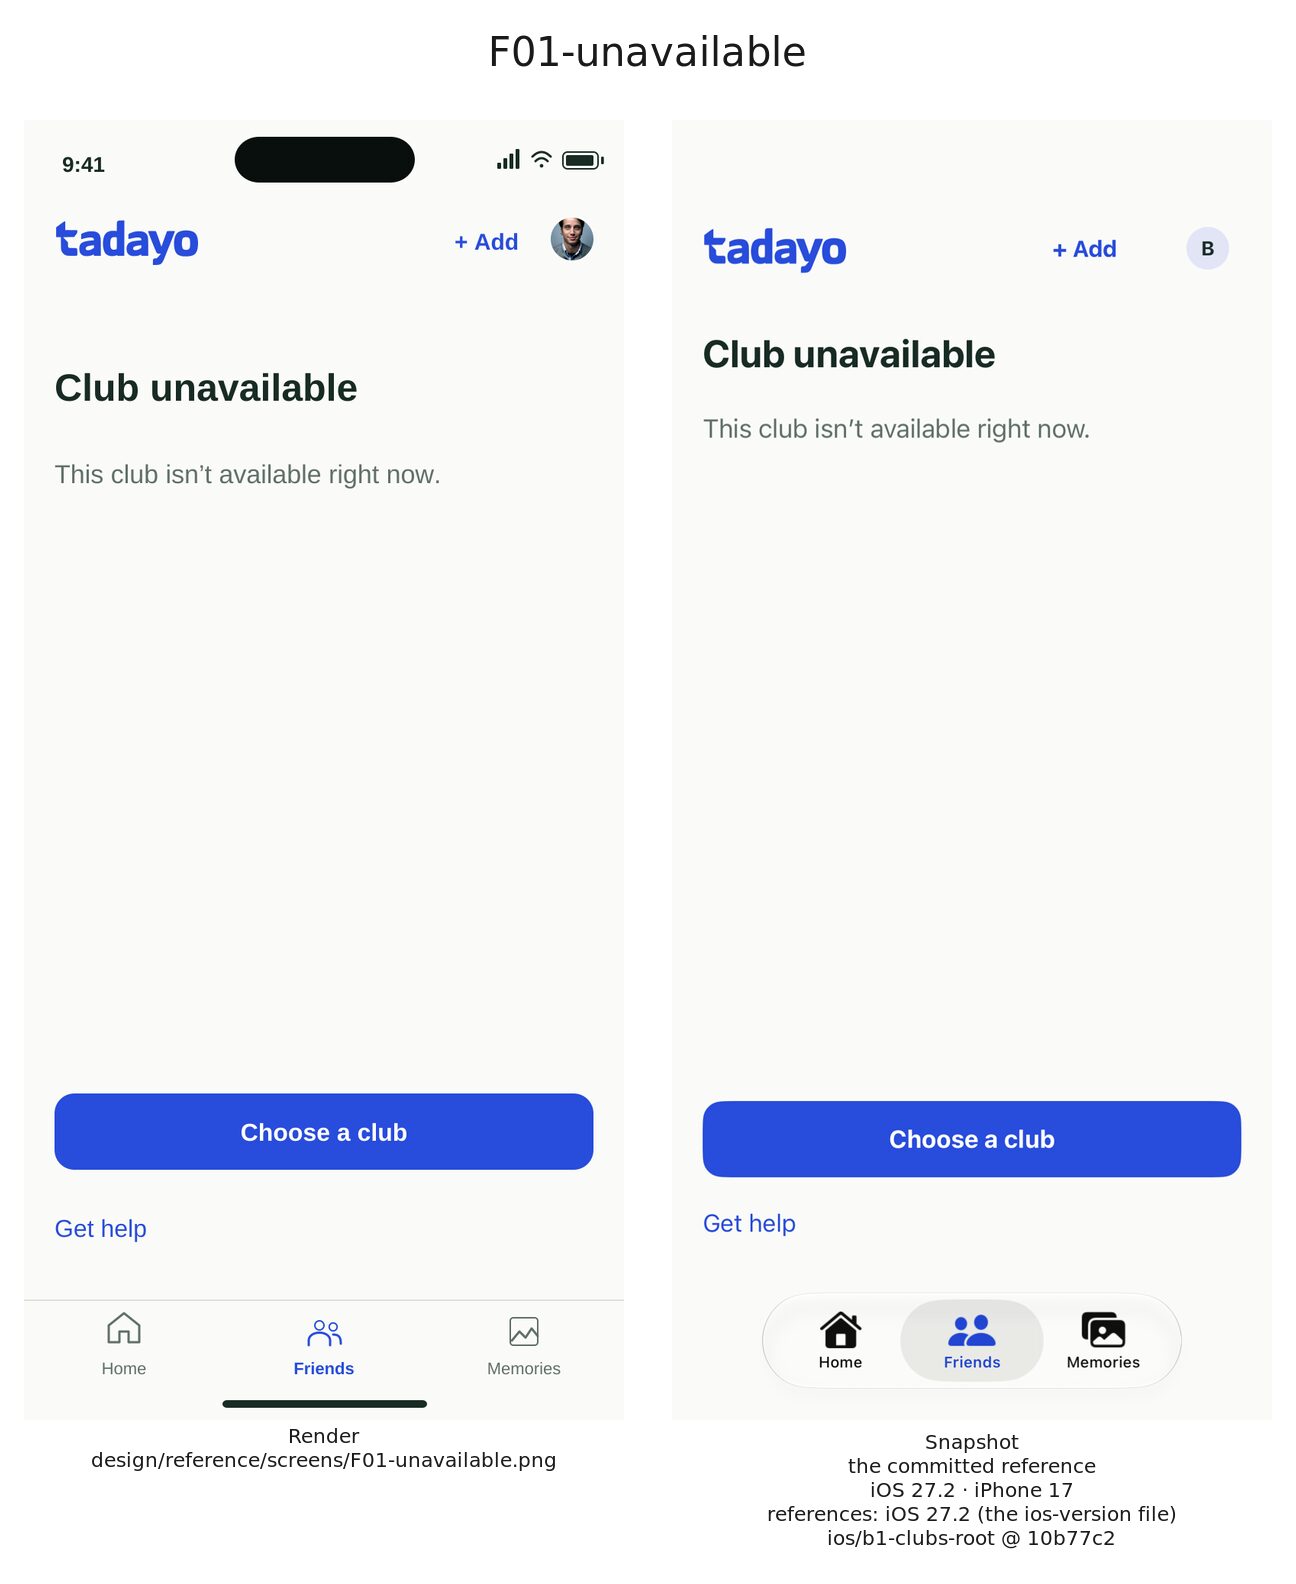 F01-unavailable
9:41
tadayo
+ Add
Club unavailable
This club isn’t available right now.
Choose a club
Get help
Home
Friends
Memories
Render
design/reference/screens/F01-unavailable.png
tadayo
+ Add
B
Club unavailable
This club isn’t available right now.
Choose a club
Get help
Home
Friends
Memories
Snapshot
the committed reference
iOS 27.2 · iPhone 17
references: iOS 27.2 (the ios-version file)
ios/b1-clubs-root @ 10b77c2